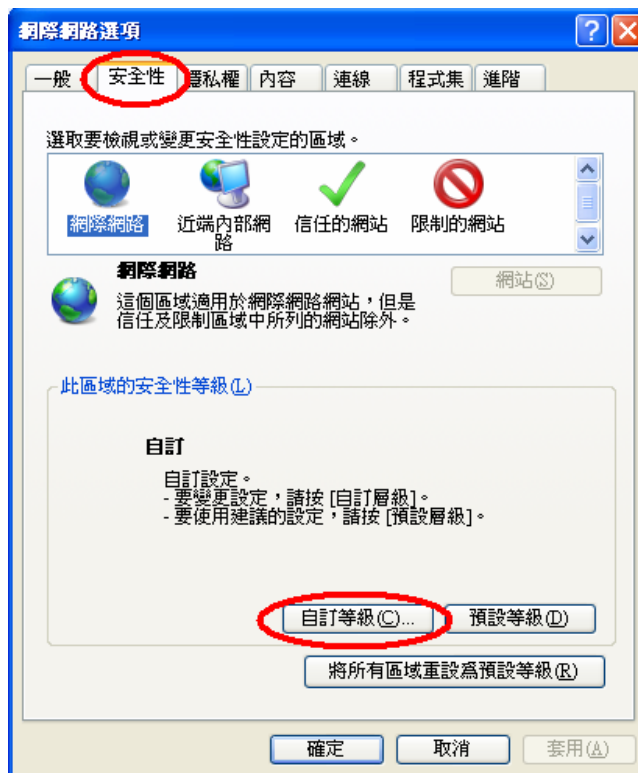 網際網路選項
一般 安全性 隱私權 內容 連線 程式集 進階
選取要檢視或變更安全性設定的區域。
網際網路 近端內部網路 信任的網站 限制的網站
網際網路
網站(S)
這個區域適用於網際網路網站，但是
信任及限制區域中所列的網站除外。
此區域的安全性等級(L)
自訂
自訂設定。
- 要變更設定，請按 [自訂層級]。
- 要使用建議的設定，請按 [預設層級]。
自訂等級(C)... 預設等級(D)
將所有區域重設為預設等級(R)
確定 取消 套用(A)